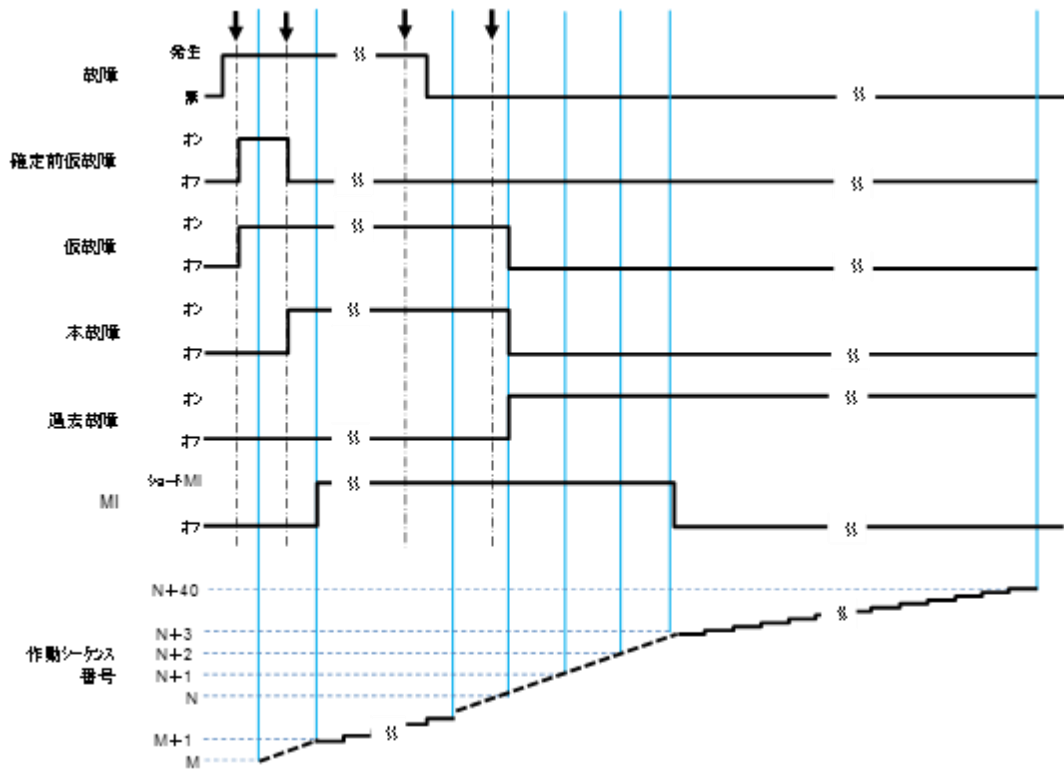 発生
故障
無
オン
確定前仮故障
オフ
オン
仮故障
オフ
オン
本故障
オフ
オン
過去故障
オフ
ショートMI
MI
オフ
N+40
N+3
作動シーケンス
番号
N+2
N+1
N
M+1
M